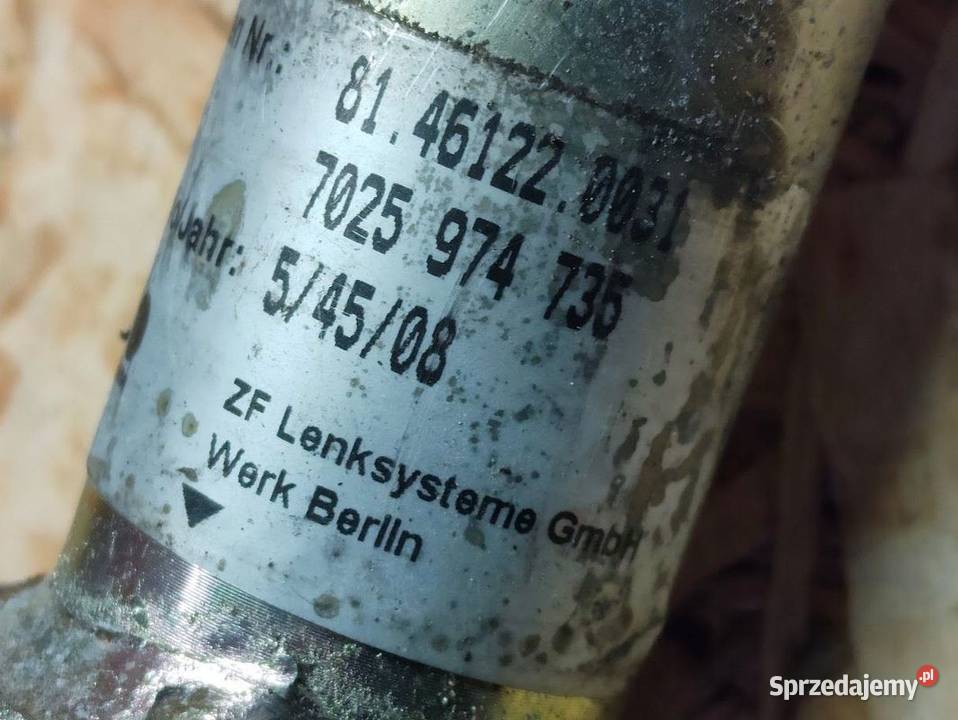 n Nr.: 81.46122.0031
7025 974 735
/Jahr: 5/45/08
ZF Lenksysteme GmbH
Werk Berlin
Sprzedajemy.pl